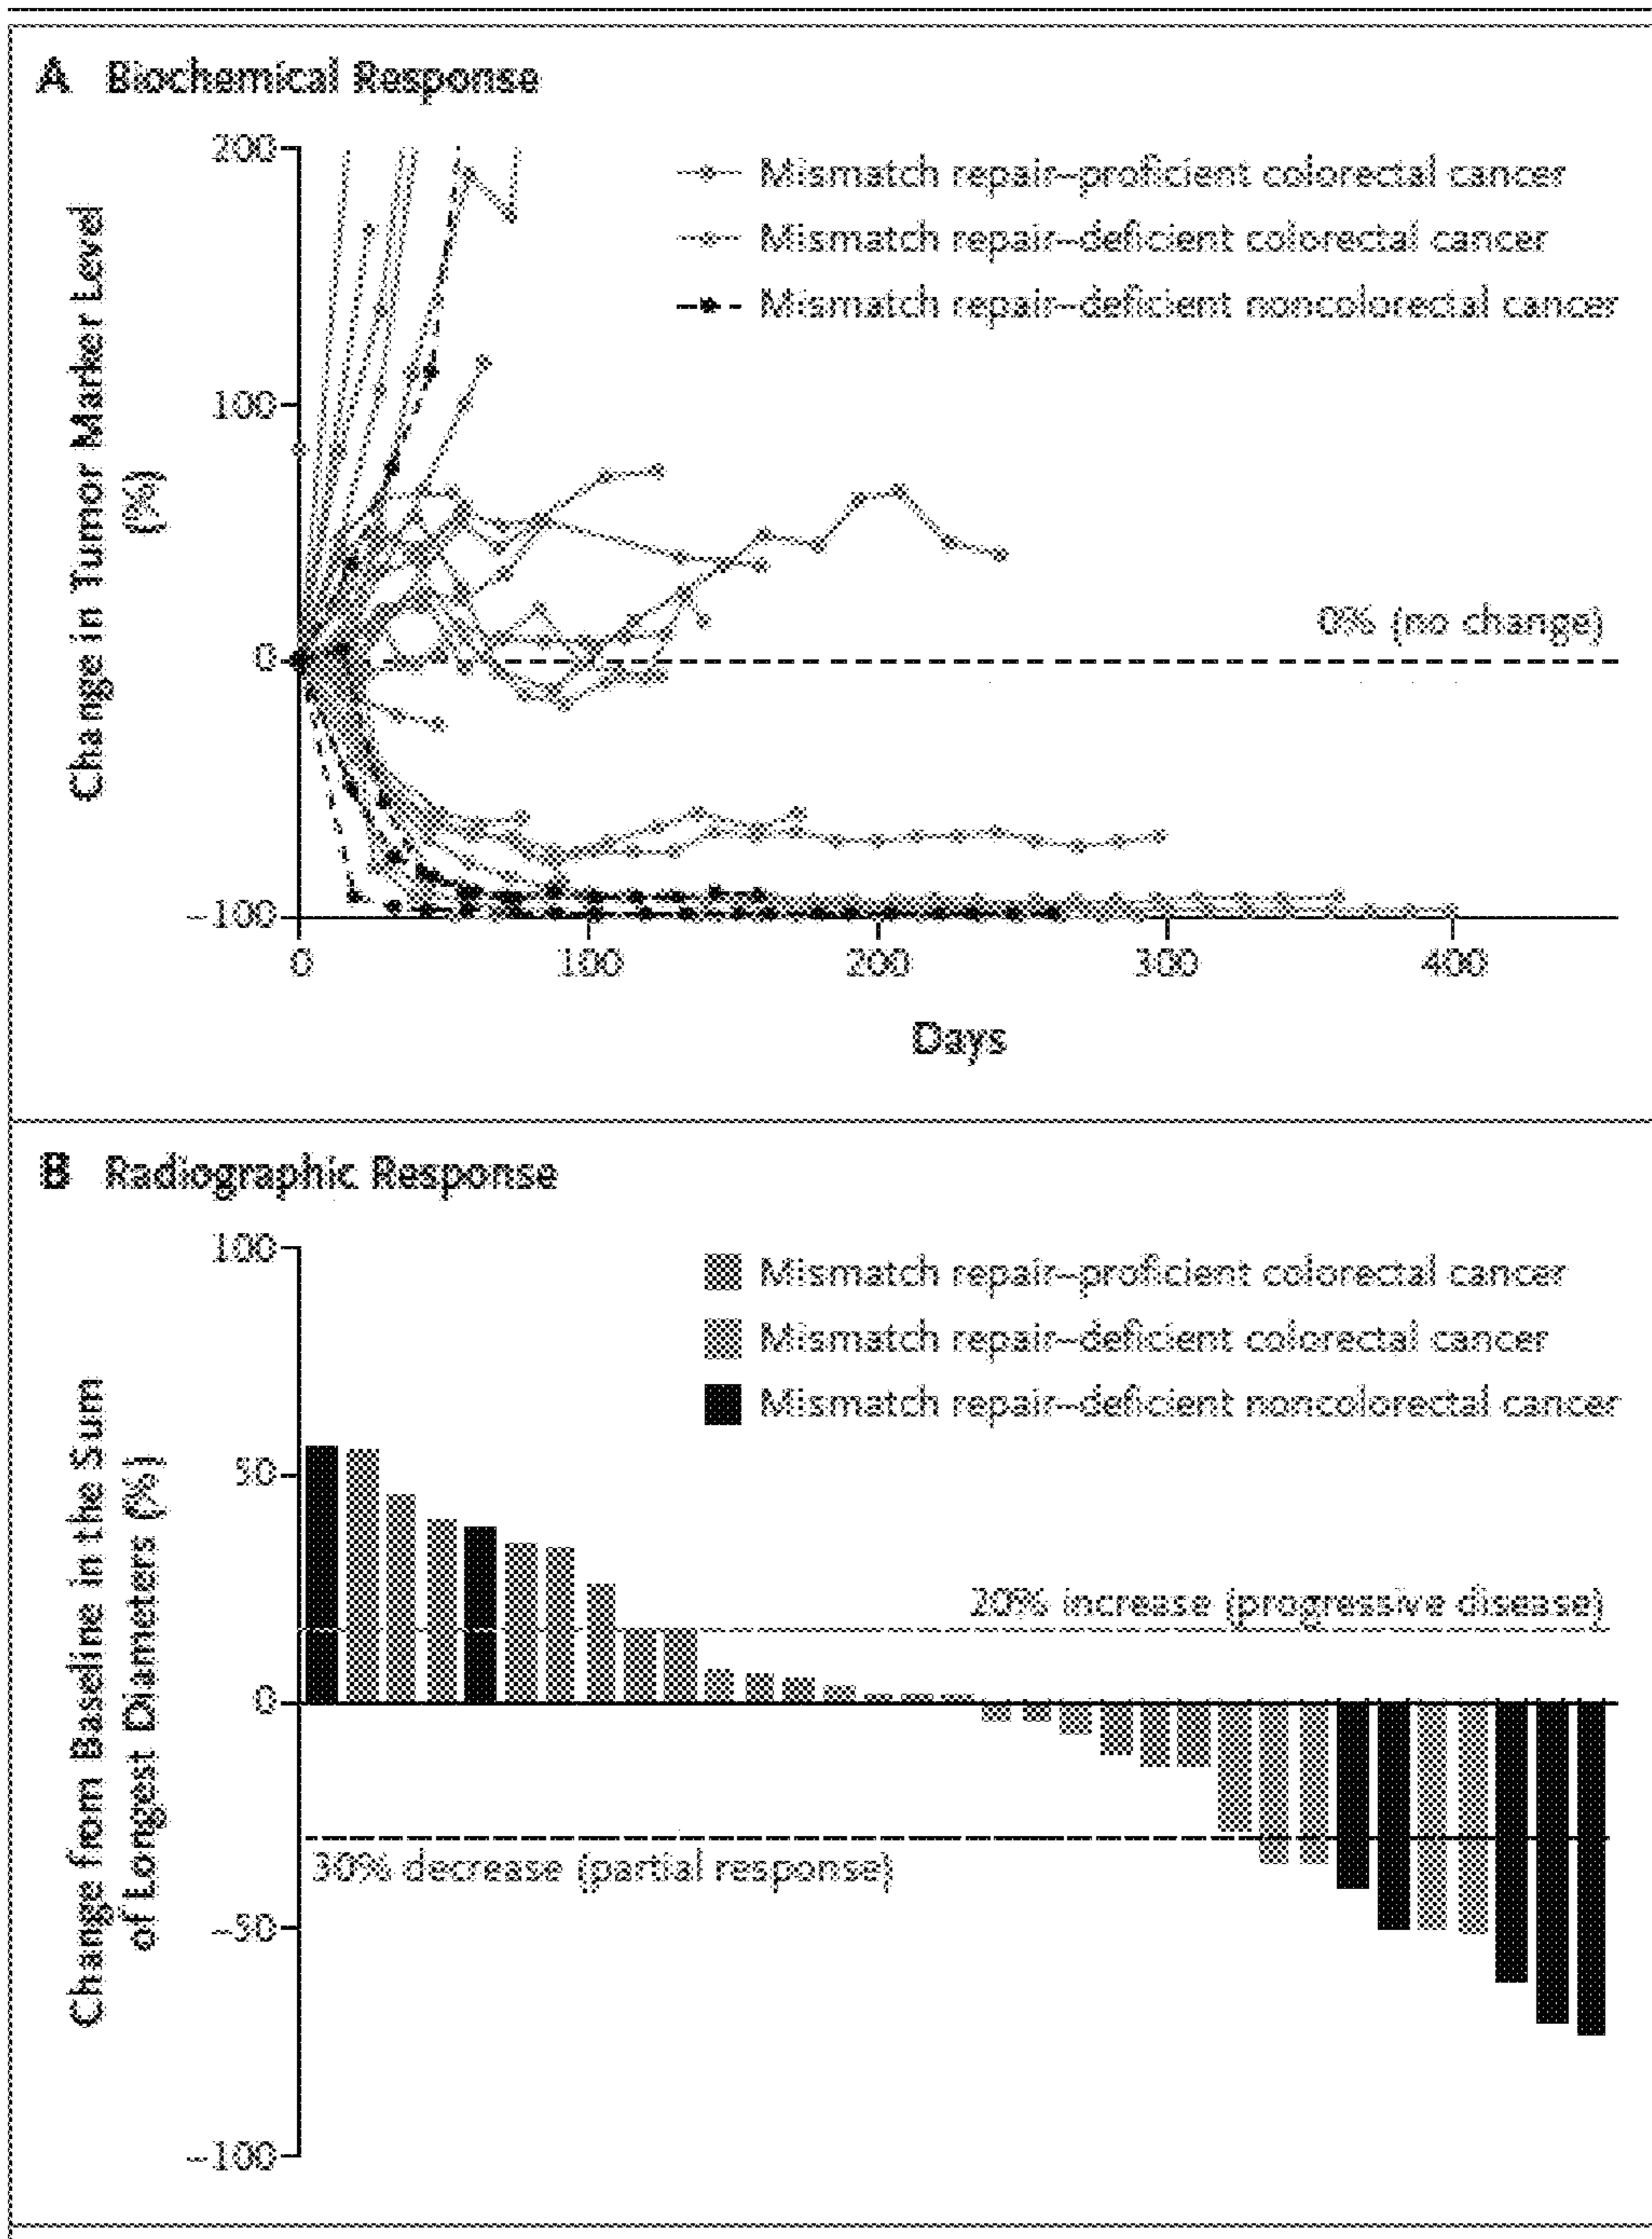 A Biochemical Response
Change in Tumor Marker Level
(%)
200
100
0
–100
Mismatch repair–proficient colorectal cancer
Mismatch repair–deficient colorectal cancer
Mismatch repair–deficient noncolorectal cancer
0% (no change)
0 100 200 300 400
Days
B Radiographic Response
Change from Baseline in the Sum
of Longest Diameters (%)
100
50
0
–50
–100
Mismatch repair–proficient colorectal cancer
Mismatch repair–deficient colorectal cancer
Mismatch repair–deficient noncolorectal cancer
20% increase (progressive disease)
30% decrease (partial response)